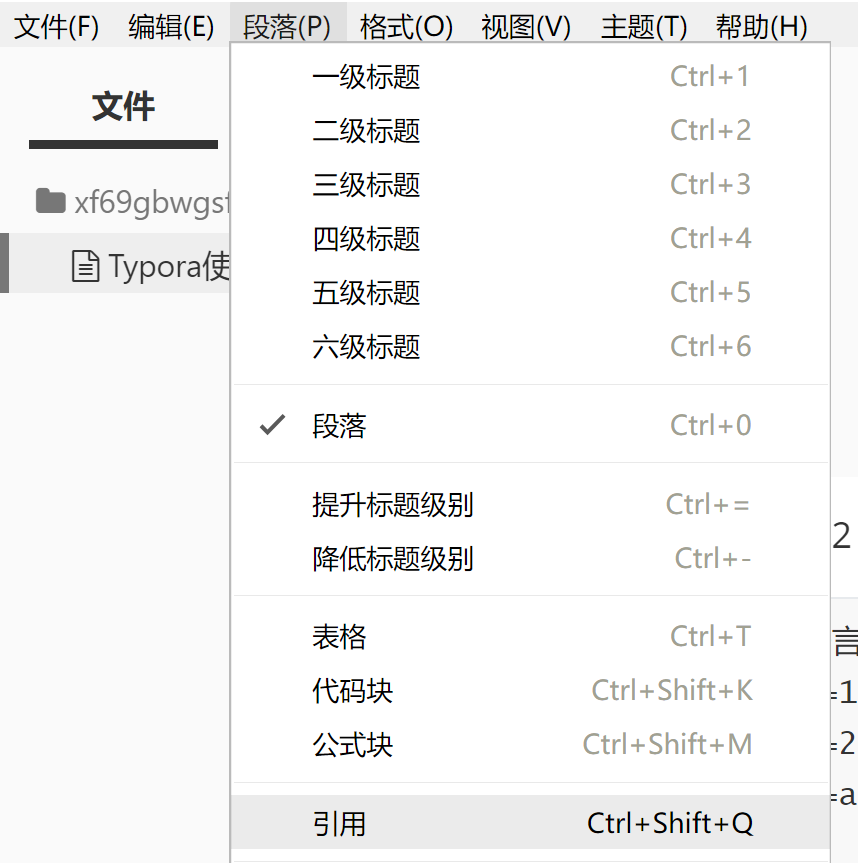 文件(F) 编辑(E) 段落(P) 格式(O) 视图(V) 主题(T) 帮助(H)
文件
xf69gbwgsf
Typora使
一级标题 Ctrl+1
二级标题 Ctrl+2
三级标题 Ctrl+3
四级标题 Ctrl+4
五级标题 Ctrl+5
六级标题 Ctrl+6
段落 Ctrl+0
提升标题级别 Ctrl+=
降低标题级别 Ctrl+-
表格 Ctrl+T
代码块 Ctrl+Shift+K
公式块 Ctrl+Shift+M
引用 Ctrl+Shift+Q
2
言
=1
=2
=a